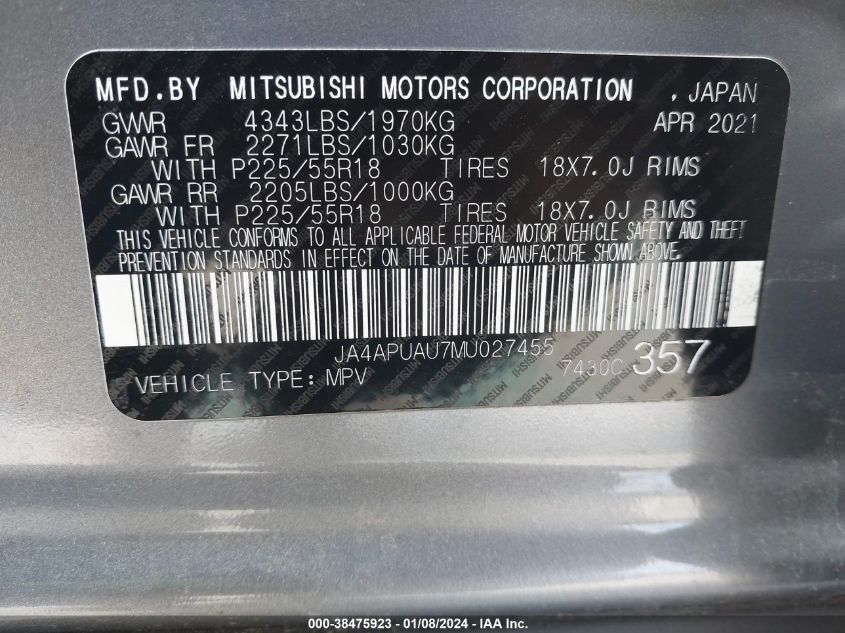 MFD.BY MITSUBISHI MOTORS CORPORATION , JAPAN
GVWR 4343LBS/1970KG APR 2021
GAWR FR 2271LBS/1030KG
WITH P225/55R18 TIRES 18X7.0J RIMS
GAWR RR 2205LBS/1000KG
WITH P225/55R18 TIRES 18X7.0J RIMS
THIS VEHICLE CONFORMS TO ALL APPLICABLE FEDERAL MOTOR VEHICLE SAFETY AND THEFT
PREVENTION STANDARDS IN EFFECT ON THE DATE OF MANUFACTURE SHOWN ABOVE.
JA4APUAU7MU027455
VEHICLE TYPE: MPV 7430C 357
000-38475923 - 01/08/2024 - IAA Inc.